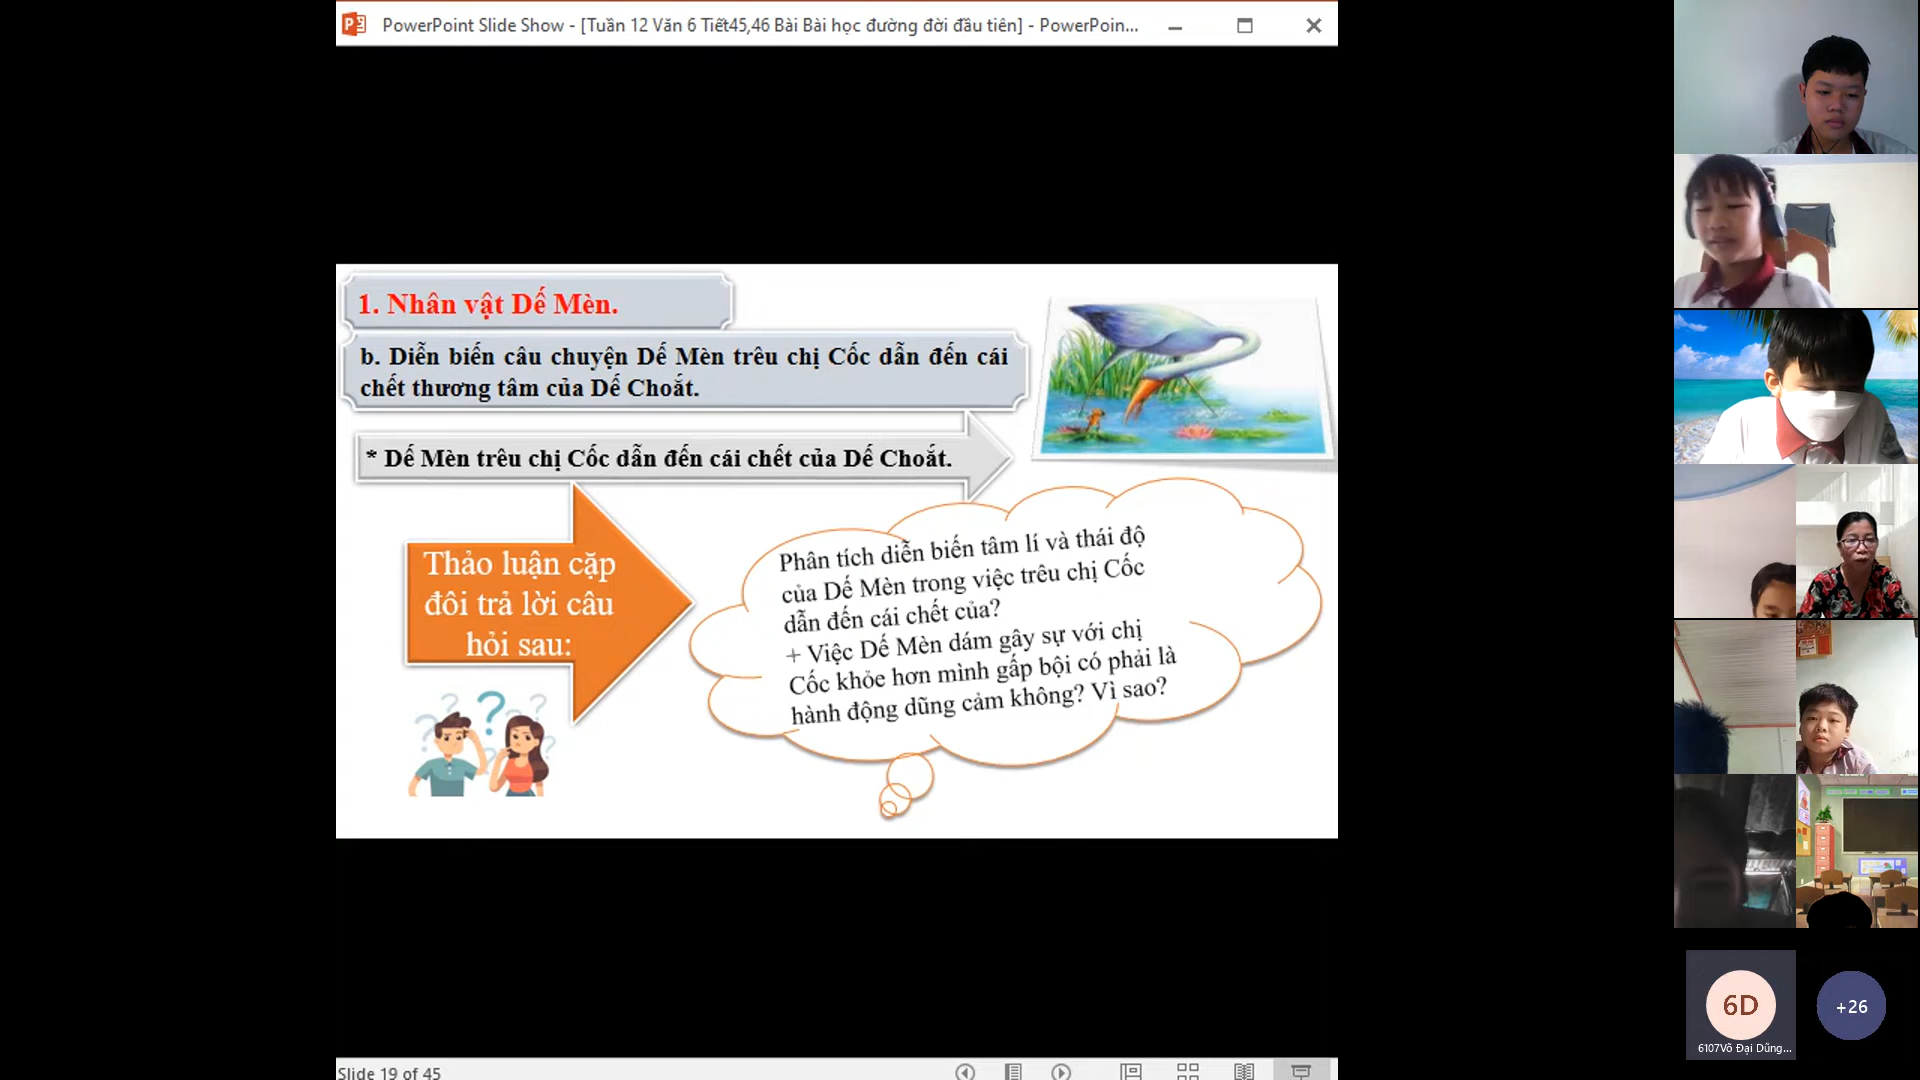 PowerPoint Slide Show - [Tuần 12 Văn 6 Tiết45,46 Bài Bài học đường đời đầu tiên] - PowerPoin...
1. Nhân vật Dế Mèn.
b. Diễn biến câu chuyện Dế Mèn trêu chị Cốc dẫn đến cái
chết thương tâm của Dế Choắt.
* Dế Mèn trêu chị Cốc dẫn đến cái chết của Dế Choắt.
Thảo luận cặp
đôi trả lời câu
hỏi sau:
Phân tích diễn biến tâm lí và thái độ
của Dế Mèn trong việc trêu chị Cốc
dẫn đến cái chết của?
+ Việc Dế Mèn dám gây sự với chị
Cốc khỏe hơn mình gấp bội có phải là
hành động dũng cảm không? Vì sao?
Slide 19 of 45
6D
6107Võ Đại Dũng...
+26